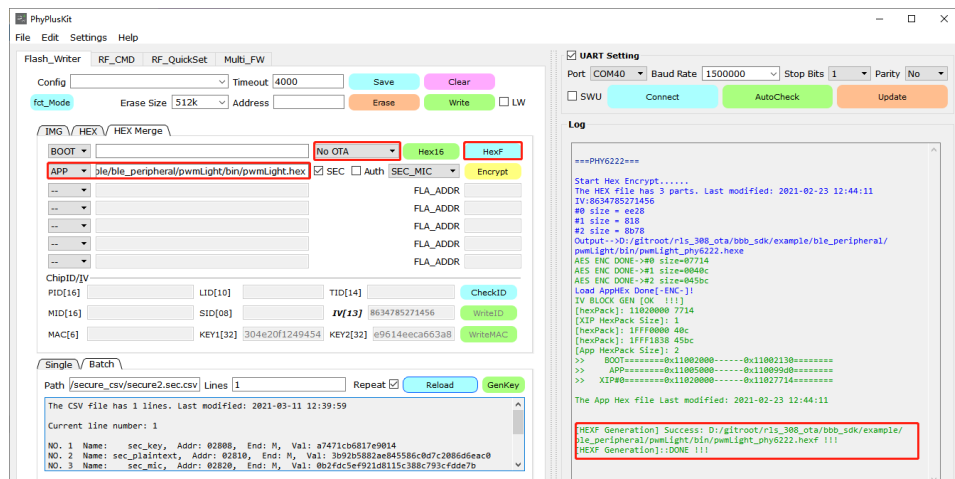 PhyPlusKit
File Edit Settings Help
Flash_Writer RF_CMD RF_QuickSet Multi_FW
Config Timeout 4000 Save Clear
fct_Mode Erase Size 512k Address Erase Write LW
IMG HEX HEX Merge
BOOT No OTA Hex16 HexF
APP ple/ble_peripheral/pwmLight/bin/pwmLight.hex SEC Auth SEC_MIC Encrypt
-- FLA_ADDR
-- FLA_ADDR
-- FLA_ADDR
-- FLA_ADDR
ChipID/IV
PID[16] LID[10] TID[14] CheckID
MID[16] SID[08] IV[13] 8634785271456 WriteID
MAC[6] KEY1[32] 304e20f1249454 KEY2[32] e9614eeca663a8 WriteMAC
Single Batch
Path /secure_csv/secure2.sec.csv Lines 1 Repeat Reload GenKey
The CSV file has 1 lines. Last modified: 2021-03-11 12:39:59
Current line number: 1
NO. 1 Name: sec_key, Addr: 02808, End: M, Val: a7471cb6817e9014
NO. 2 Name: sec_plaintext, Addr: 02810, End: M, Val: 3b92b5882ae845586c0d7c2086d6eac0
NO. 3 Name: sec_mic, Addr: 02820, End: M, Val: 0b2fdc5ef921d8115c388c793cfdde7b
UART Setting
Port COM40 Baud Rate 1500000 Stop Bits 1 Parity No
SWU Connect AutoCheck Update
Log
===PHY6222===
Start Hex Encrypt......
The HEX file has 3 parts. Last modified: 2021-02-23 12:44:11
IV:8634785271456
#0 size = ee28
#1 size = 818
#2 size = 8b78
Output-->D:/gitroot/rls_308_ota/bbb_sdk/example/ble_peripheral/
pwmLight/bin/pwmLight_phy6222.hexe
AES ENC DONE->#0 size=07714
AES ENC DONE->#1 size=0040c
AES ENC DONE->#2 size=045bc
Load AppHEx Done[-ENC-]!
IV BLOCK GEN [OK !!!]
[hexPack]: 11020000 7714
[XIP HexPack Size]: 1
[hexPack]: 1FFF0000 40c
[hexPack]: 1FFF1838 45bc
[App HexPack Size]: 2
>> BOOT========0x11002000------0x11002130========
>> APP========0x11005000------0x110099d0========
>> XIP#0========0x11020000------0x11027714========
The App Hex file Last modified: 2021-02-23 12:44:11
[HEXF Generation] Success: D:/gitroot/rls_308_ota/bbb_sdk/example/
ble_peripheral/pwmLight/bin/pwmLight_phy6222.hexf !!!
[HEXF Generation]::DONE !!!